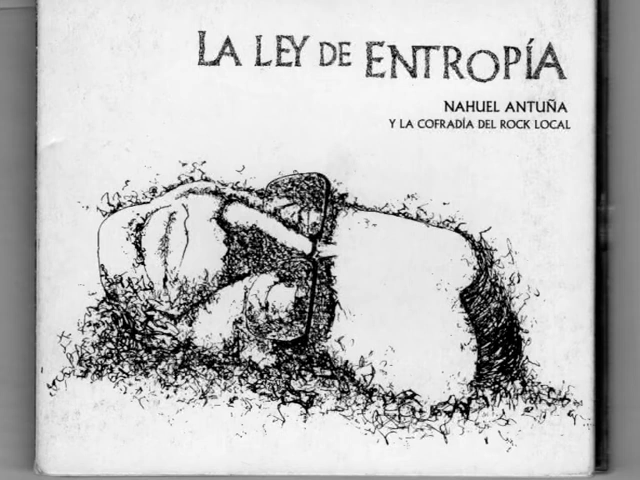 LA LEY DE ENTROPÍA
NAHUEL ANTUÑA
Y LA COFRADÍA DEL ROCK LOCAL